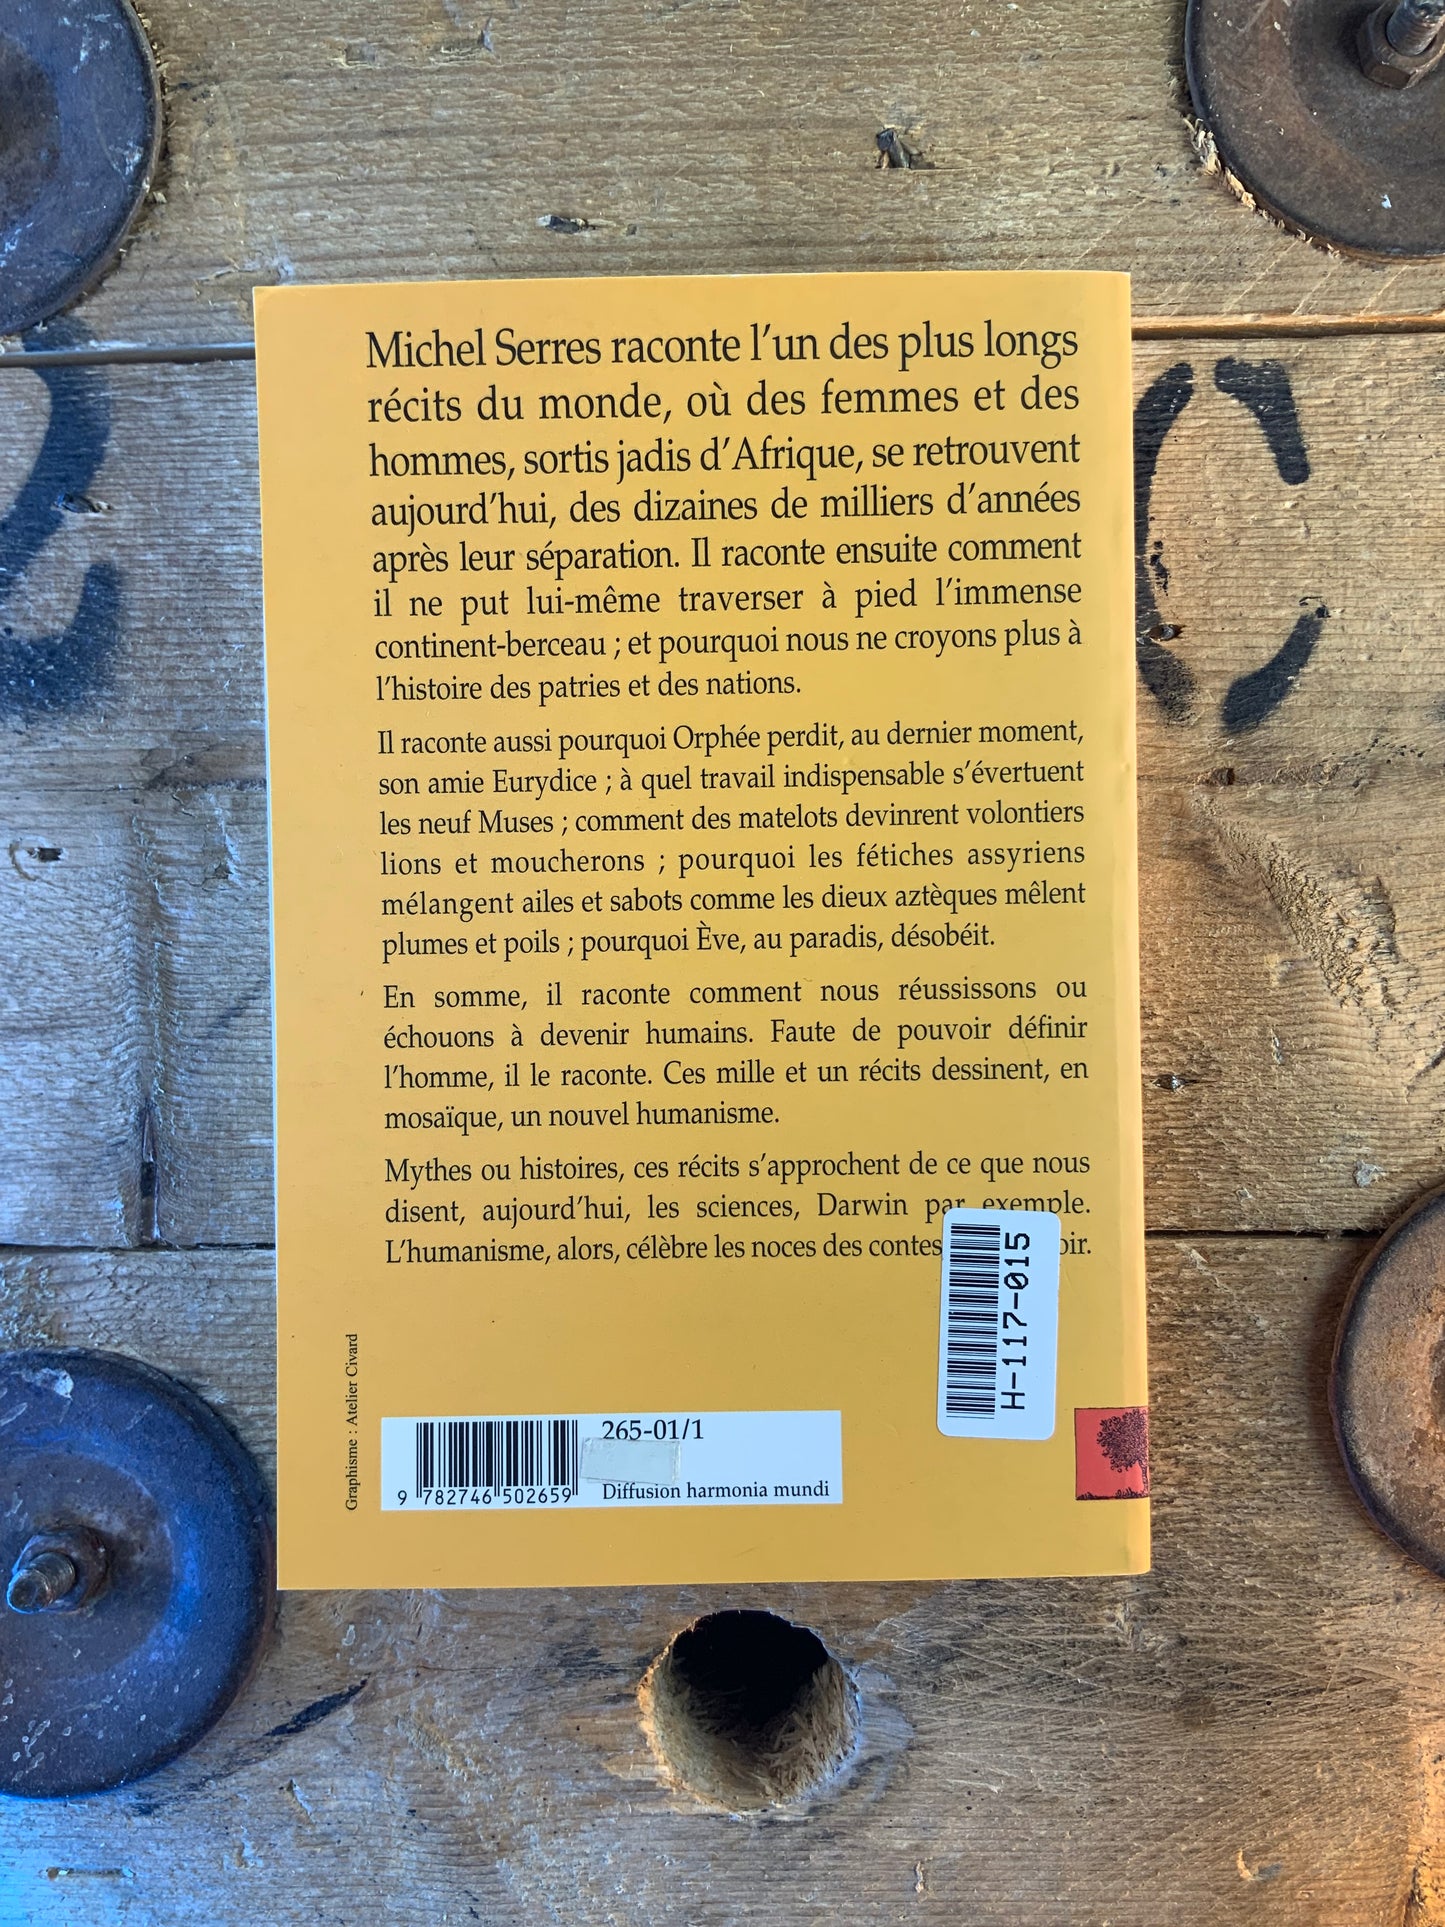 Michel Serres raconte l'un des plus longs
récits du monde, où des femmes et des
hommes, sortis jadis d'Afrique, se retrouvent
aujourd'hui, des dizaines de milliers d'années
après leur séparation. Il raconte ensuite comment
il ne put lui-même traverser à pied l'immense
continent-berceau ; et pourquoi nous ne croyons plus à
l'histoire des patries et des nations.
Il raconte aussi pourquoi Orphée perdit, au dernier moment,
son amie Eurydice ; à quel travail indispensable s'évertuent
les neuf Muses ; comment des matelots devinrent volontiers
lions et moucherons ; pourquoi les fétiches assyriens
mélangent ailes et sabots comme les dieux aztèques mêlent
plumes et poils ; pourquoi Ève, au paradis, désobéit.
En somme, il raconte comment nous réussissons ou
échouons à devenir humains. Faute de pouvoir définir
l'homme, il le raconte. Ces mille et un récits dessinent, en
mosaïque, un nouvel humanisme.
Mythes ou histoires, ces récits s'approchent de ce que nous
disent, aujourd'hui, les sciences, Darwin par exemple.
L'humanisme, alors, célèbre les noces des contes
H-117-015
Graphisme : Atelier Civard
265-01/1
9 782746 502659
Diffusion harmonia mundi